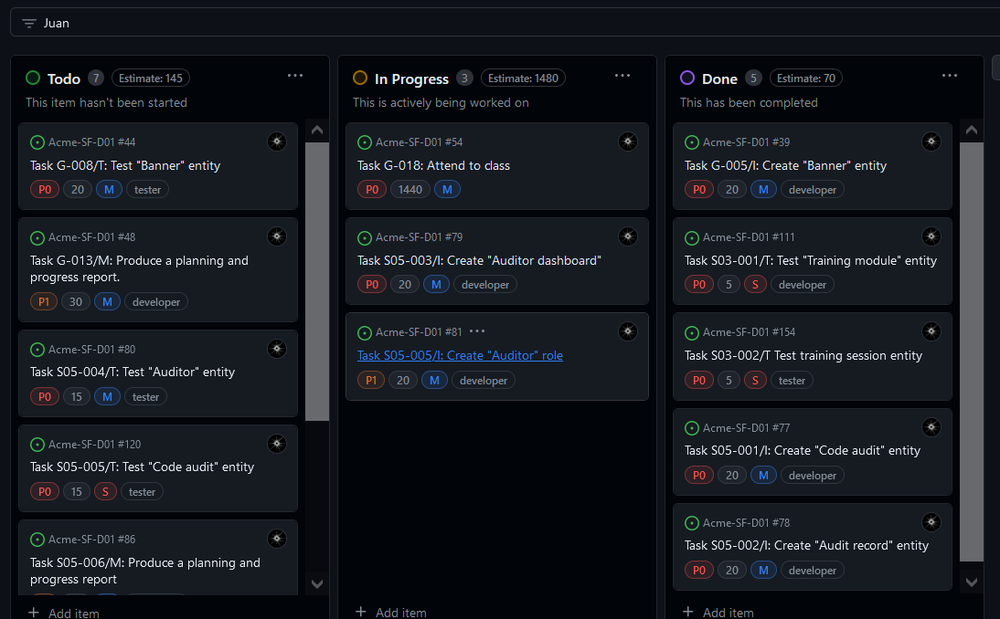 Juan
Todo 7 Estimate: 145
This item hasn't been started
Acme-SF-D01 #44
Task G-008/T: Test "Banner" entity
P0 20 M tester
Acme-SF-D01 #48
Task G-013/M: Produce a planning and
progress report.
P1 30 M developer
Acme-SF-D01 #80
Task S05-004/T: Test "Auditor" entity
P0 15 M tester
Acme-SF-D01 #120
Task S05-005/T: Test "Code audit" entity
P0 15 S tester
Acme-SF-D01 #86
Task S05-006/M: Produce a planning and
progress report
Add item
In Progress 3 Estimate: 1480
This is actively being worked on
Acme-SF-D01 #54
Task G-018: Attend to class
P0 1440 M
Acme-SF-D01 #79
Task S05-003/I: Create "Auditor dashboard"
P0 20 M developer
Acme-SF-D01 #81
Task S05-005/I: Create "Auditor" role
P1 20 M developer
Add item
Done 5 Estimate: 70
This has been completed
Acme-SF-D01 #39
Task G-005/I: Create "Banner" entity
P0 20 M developer
Acme-SF-D01 #111
Task S03-001/T: Test "Training module" entity
P0 5 S developer
Acme-SF-D01 #154
Task S03-002/T Test training session entity
P0 5 S tester
Acme-SF-D01 #77
Task S05-001/I: Create "Code audit" entity
P0 20 M developer
Acme-SF-D01 #78
Task S05-002/I: Create "Audit record" entity
P0 20 M developer
Add item